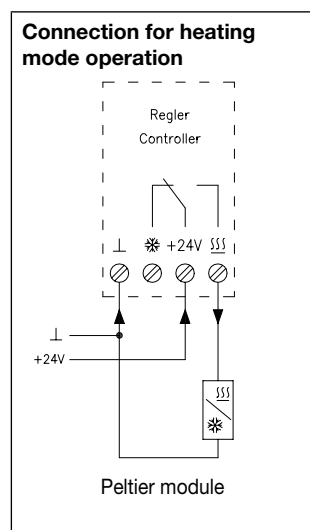 Connection for heating
mode operation
Regler
Controller
⊥ +24V
⊥
+24V
Peltier module